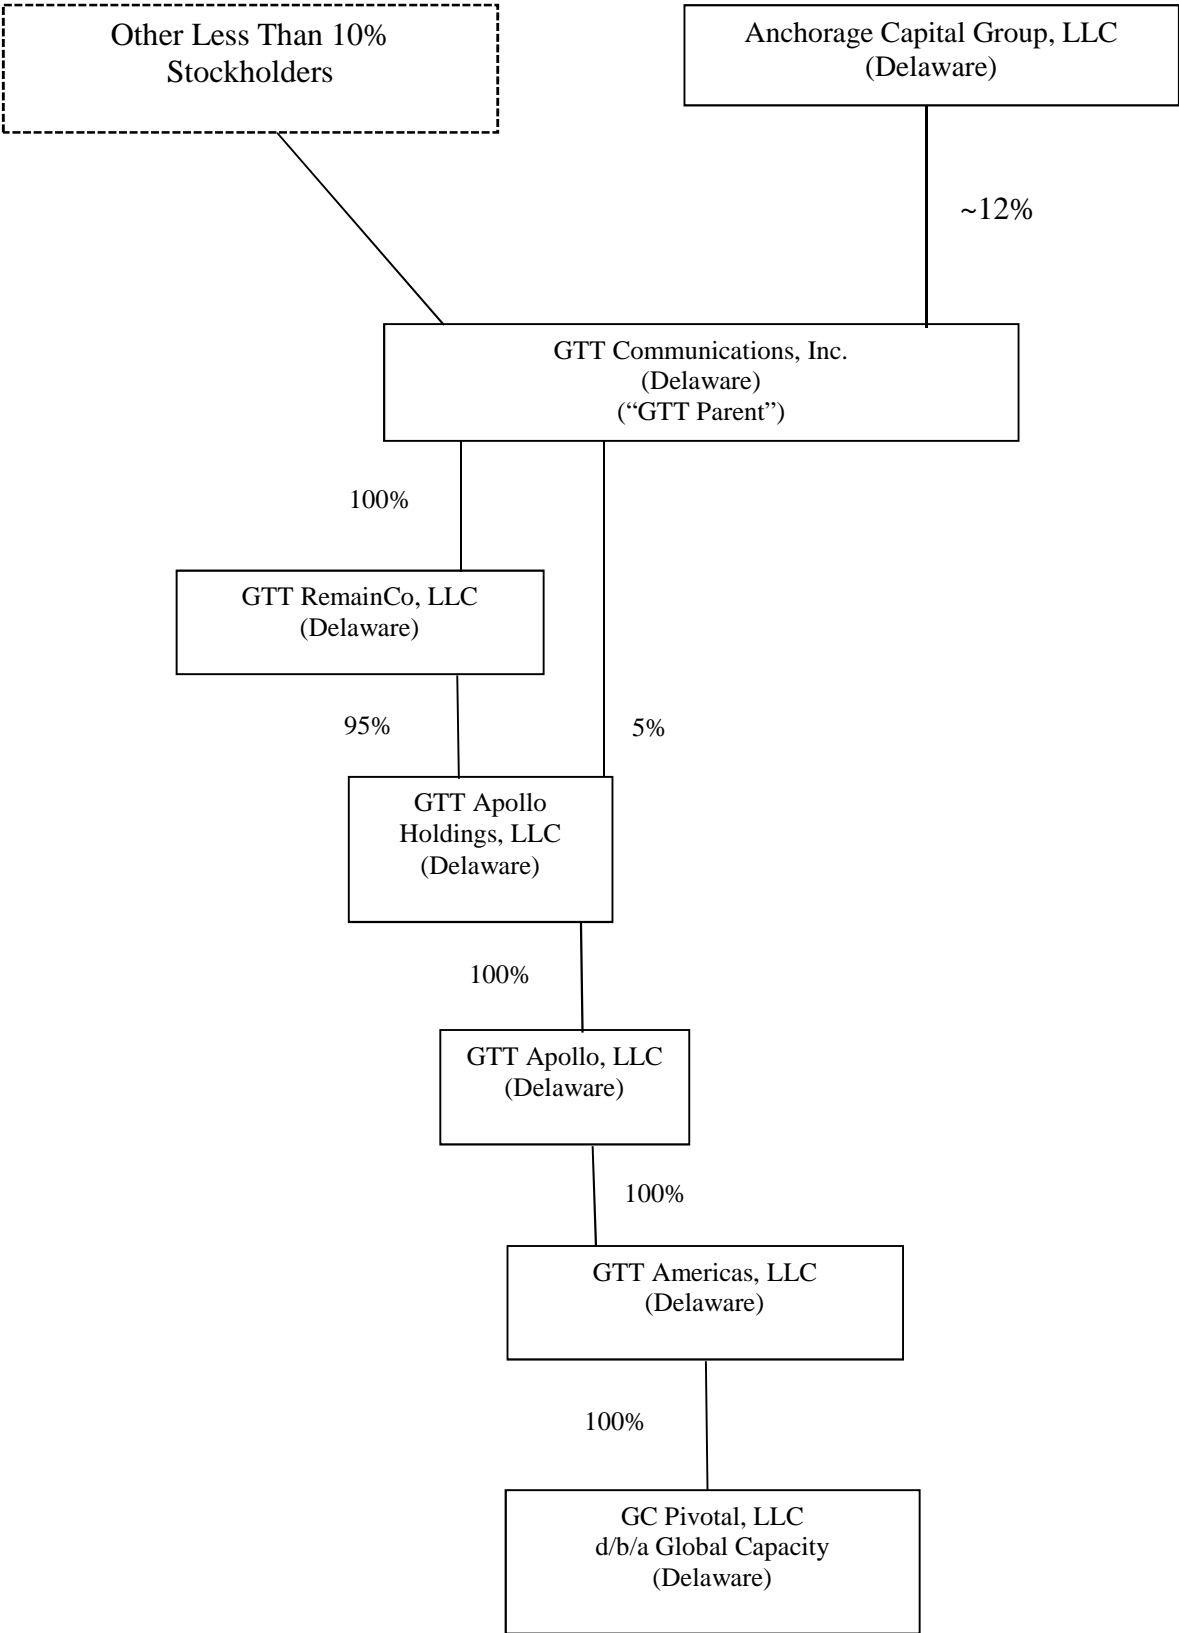 Other Less Than 10%
Stockholders
Anchorage Capital Group, LLC
(Delaware)
~12%
GTT Communications, Inc.
(Delaware)
(“GTT Parent”)
100%
GTT RemainCo, LLC
(Delaware)
95%
5%
GTT Apollo
Holdings, LLC
(Delaware)
100%
GTT Apollo, LLC
(Delaware)
100%
GTT Americas, LLC
(Delaware)
100%
GC Pivotal, LLC
d/b/a Global Capacity
(Delaware)